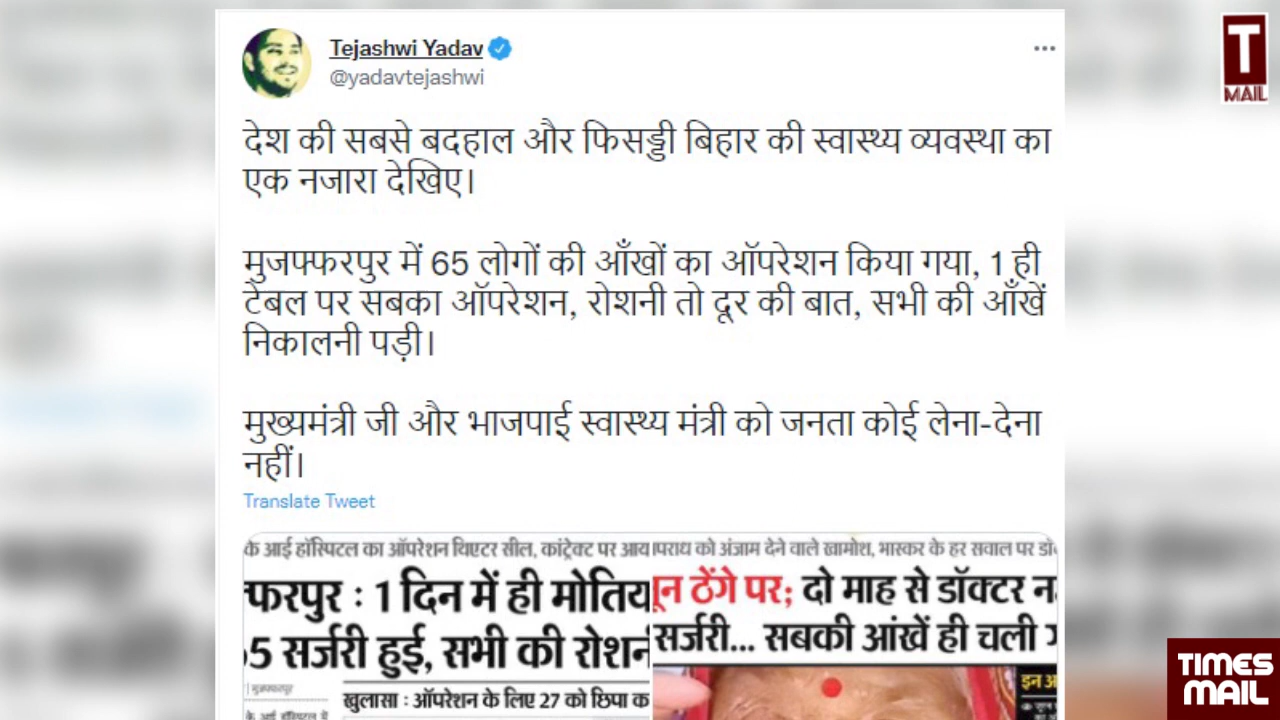 Tejashwi Yadav
@yadavtejashwi
T
MAIL
देश की सबसे बदहाल और फिसड्डी बिहार की स्वास्थ्य व्यवस्था का
एक नजारा देखिए।
मुजफ्फरपुर में 65 लोगों की आँखों का ऑपरेशन किया गया, 1 ही
टेबल पर सबका ऑपरेशन, रोशनी तो दूर की बात, सभी की आँखें
निकालनी पड़ी।
मुख्यमंत्री जी और भाजपाई स्वास्थ्य मंत्री को जनता कोई लेना-देना
नहीं।
Translate Tweet
के आई हॉस्पिटल का ऑपरेशन थिएटर सील, कांट्रेक्ट पर
फरपुर : 1 दिन में ही
5 सर्जरी हुई, सभी की
खुलासा : ऑपरेशन के लिए 27 को छिपा
को अंजाम देने वाले खामोश, भास्कर के हर सवाल पर
ठेंगे पर; दो माह से डॉक्टर
सर्जरी... सबकी आंखें ही चली
इन
TIMES
MAIL